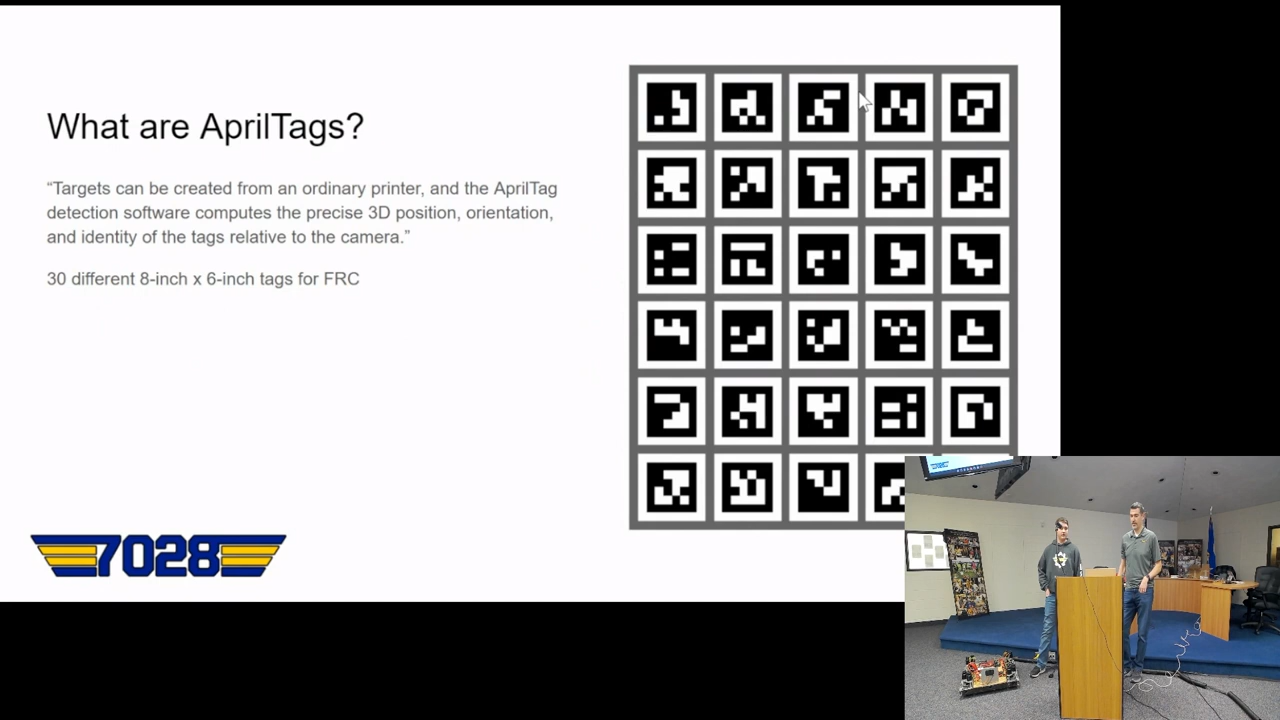 What are AprilTags?
“Targets can be created from an ordinary printer, and the AprilTag
detection software computes the precise 3D position, orientation,
and identity of the tags relative to the camera.”
30 different 8-inch x 6-inch tags for FRC
7028